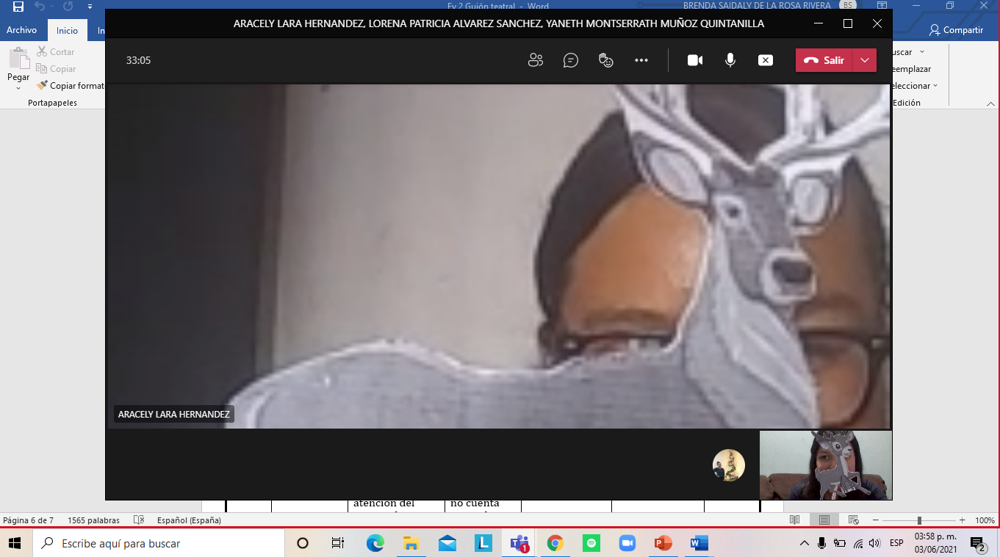 Ev 2 Guión teatral - Word
BRENDA SAIDALY DE LA ROSA RIVERA
BS
Archivo
Inicio
In
Compartir
Pegar
Cortar
Copiar
Copiar format
Portapapeles
uscar
eemplazar
eleccionar
Edición
ARACELY LARA HERNANDEZ, LORENA PATRICIA ALVAREZ SANCHEZ, YANETH MONTSERRATH MUÑOZ QUINTANILLA
33:05
Salir
ARACELY LARA HERNANDEZ
atención del
no cuenta
Página 6 de 7
1565 palabras
Español (España)
100%
Escribe aquí para buscar
1
ESP
03:58 p. m.
03/06/2021
2